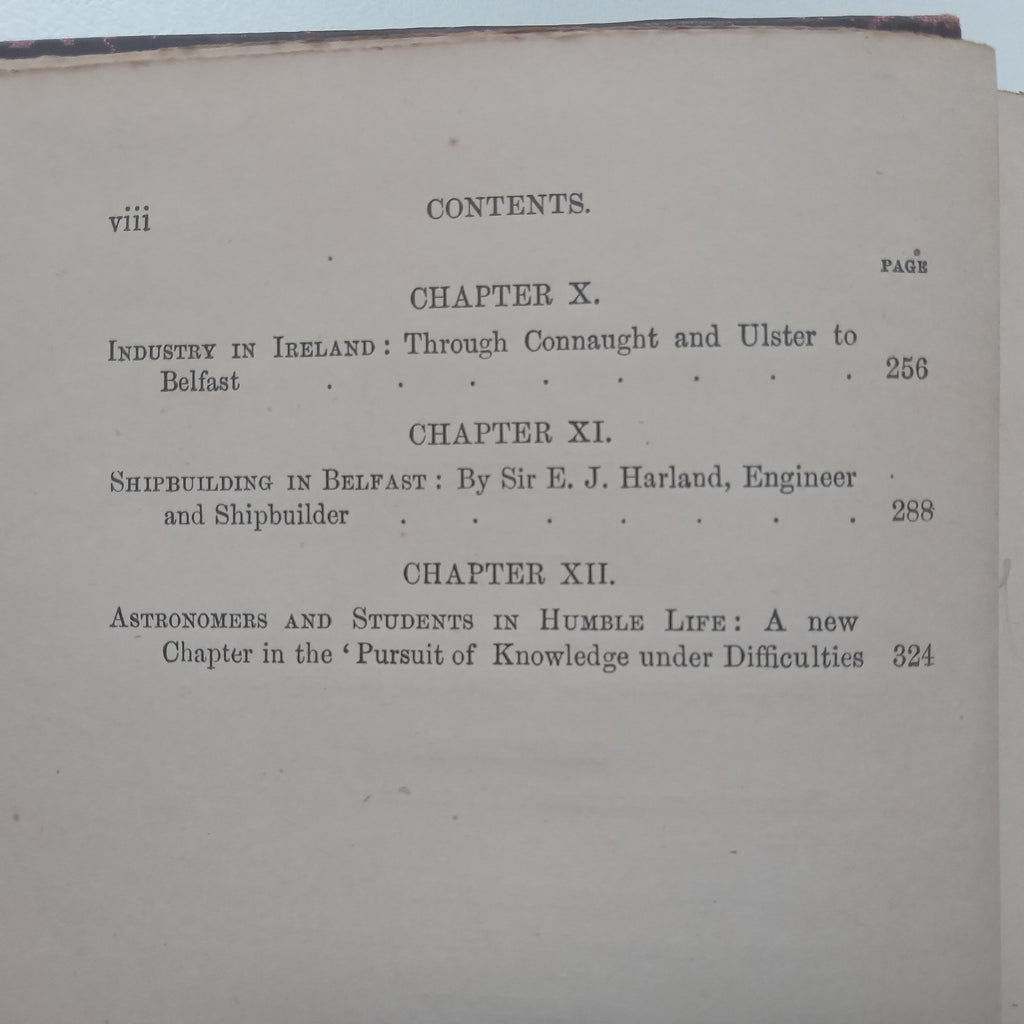 viii CONTENTS.
PAGE
CHAPTER X.
INDUSTRY IN IRELAND: Through Connaught and Ulster to
Belfast . . . . . . . . 256
CHAPTER XI.
SHIPBUILDING IN BELFAST: By Sir E. J. Harland, Engineer
and Shipbuilder . . . . . . . 288
CHAPTER XII.
ASTRONOMERS AND STUDENTS IN HUMBLE LIFE: A new
Chapter in the ‘Pursuit of Knowledge under Difficulties 324